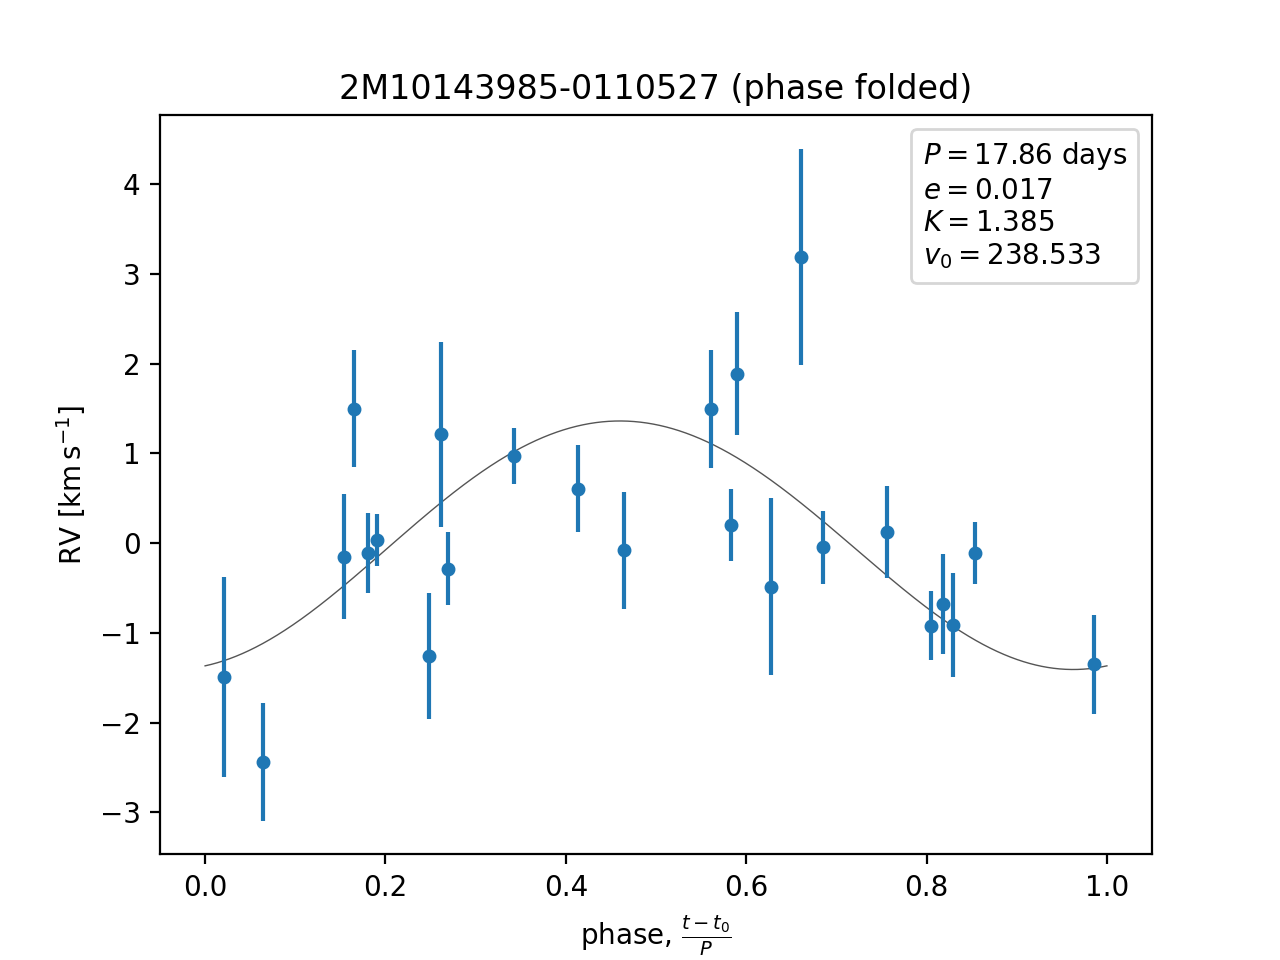 2M10143985-0110527 (phase folded)
P = 17.86 days
e = 0.017
K = 1.385
v₀ = 238.533
4
3
2
1
0
−1
−2
−3
RV [km s⁻¹]
0.0 0.2 0.4 0.6 0.8 1.0
phase, (t − t₀)/P